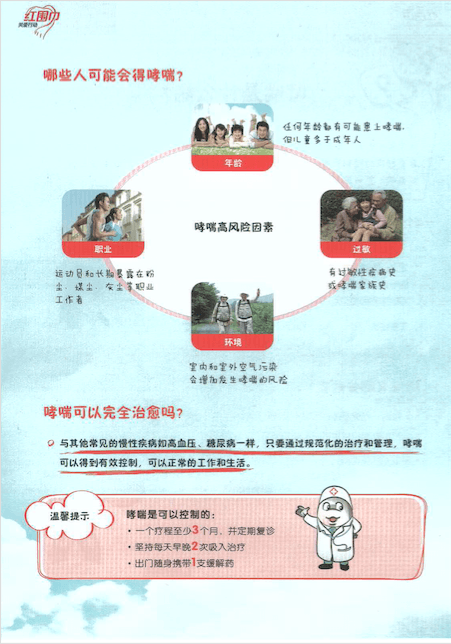 红围巾
关爱行动
哪些人可能会得哮喘?
任何年龄都有可能患上哮喘,
但儿童多于成年人
年龄
哮喘高风险因素
职业
过敏
运动员和长期暴露在粉
尘、煤尘、灰尘等职业
工作者
有过敏性疾病史
或哮喘家族史
环境
室内和室外空气污染
会增加发生哮喘的风险
哮喘可以完全治愈吗?
与其他常见的慢性疾病如高血压、糖尿病一样,只要通过规范化的治疗和管理,哮喘
可以得到有效控制,可以正常的工作和生活。
温馨提示
哮喘是可以控制的:
·一个疗程至少3个月,并定期复诊
·坚持每天早晚2次吸入治疗
·出门随身携带1支缓解药